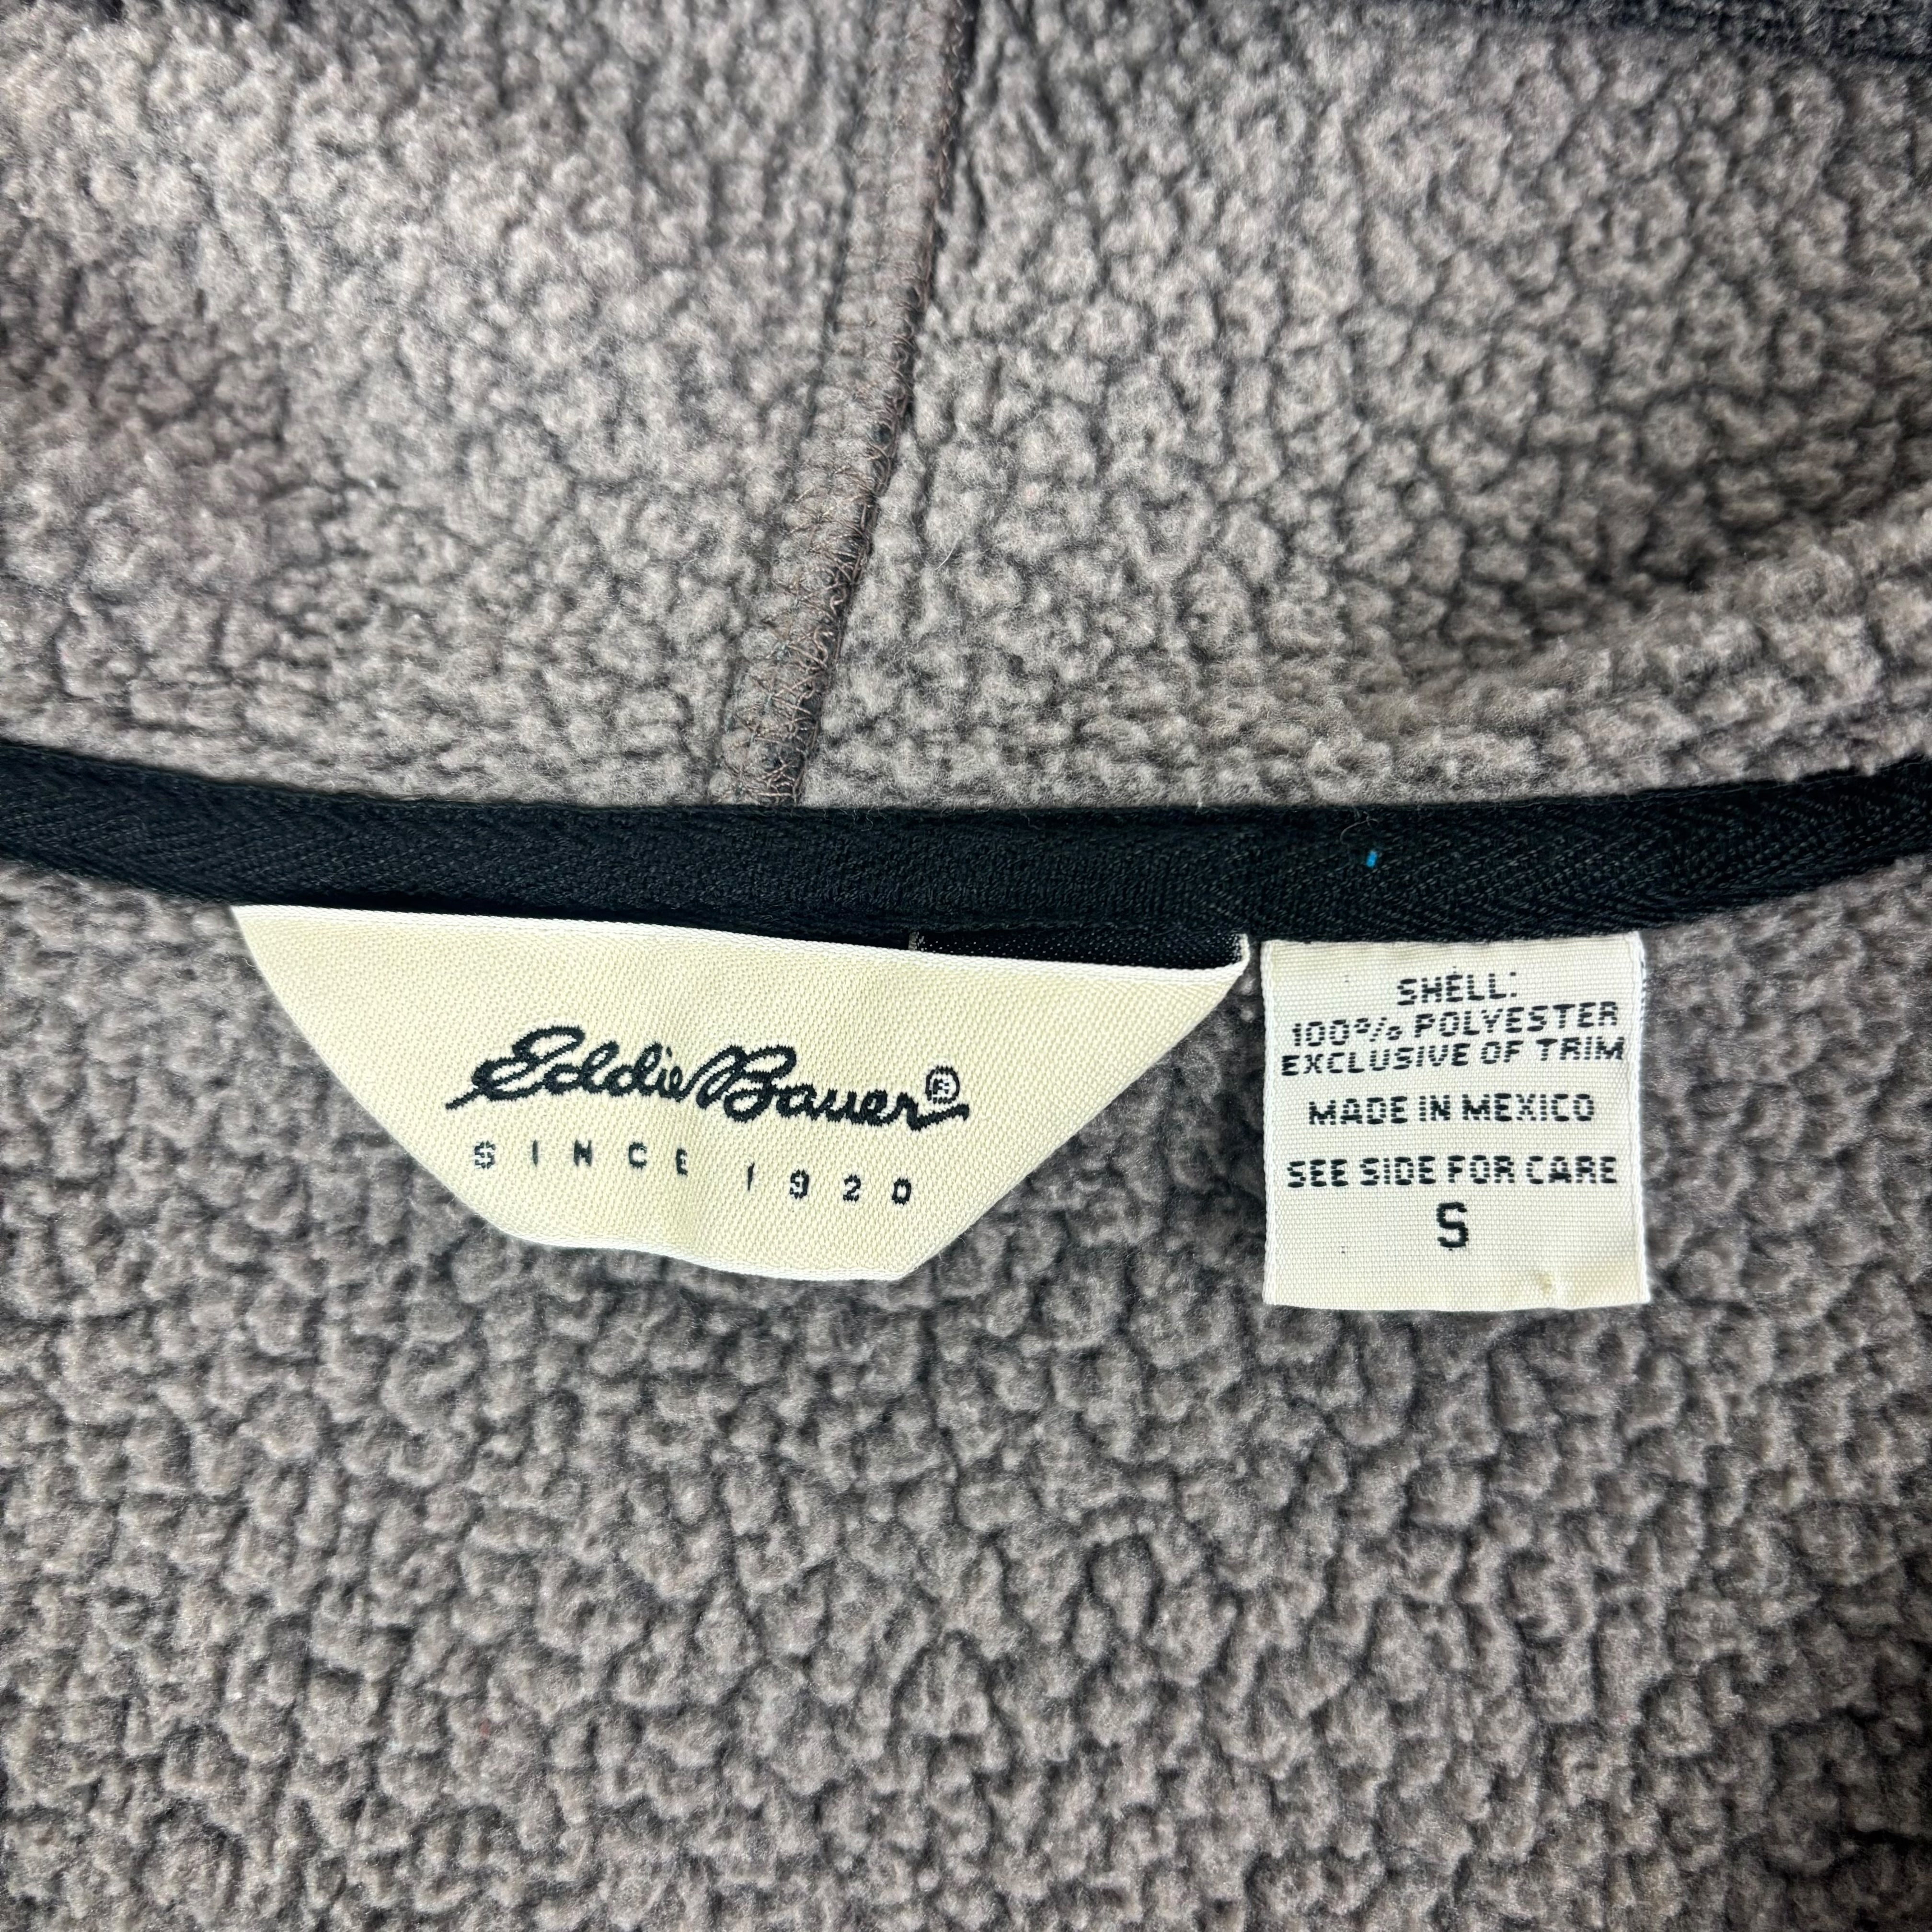 Eddie Bauer®
SINCE 1920
SHELL:
100% POLYESTER
EXCLUSIVE OF TRIM
MADE IN MEXICO
SEE SIDE FOR CARE
S